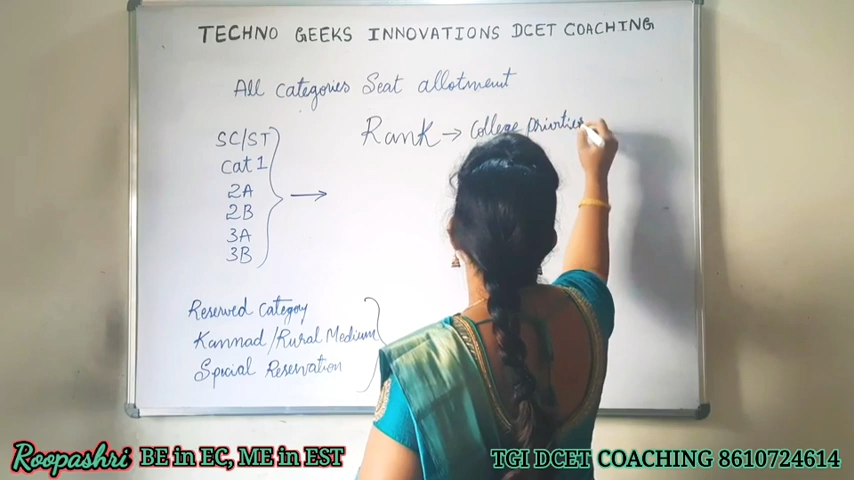 TECHNO GEEKS INNOVATIONS DCET COACHING
All categories Seat allotment
Rank → College priorities
SC/ST
Cat 1
2A
2B
3A
3B
Reserved Category
Kannad/Rural Medium
Special Reservation
Roopashri BE in EC, ME in EST
TGI DCET COACHING 8610724614